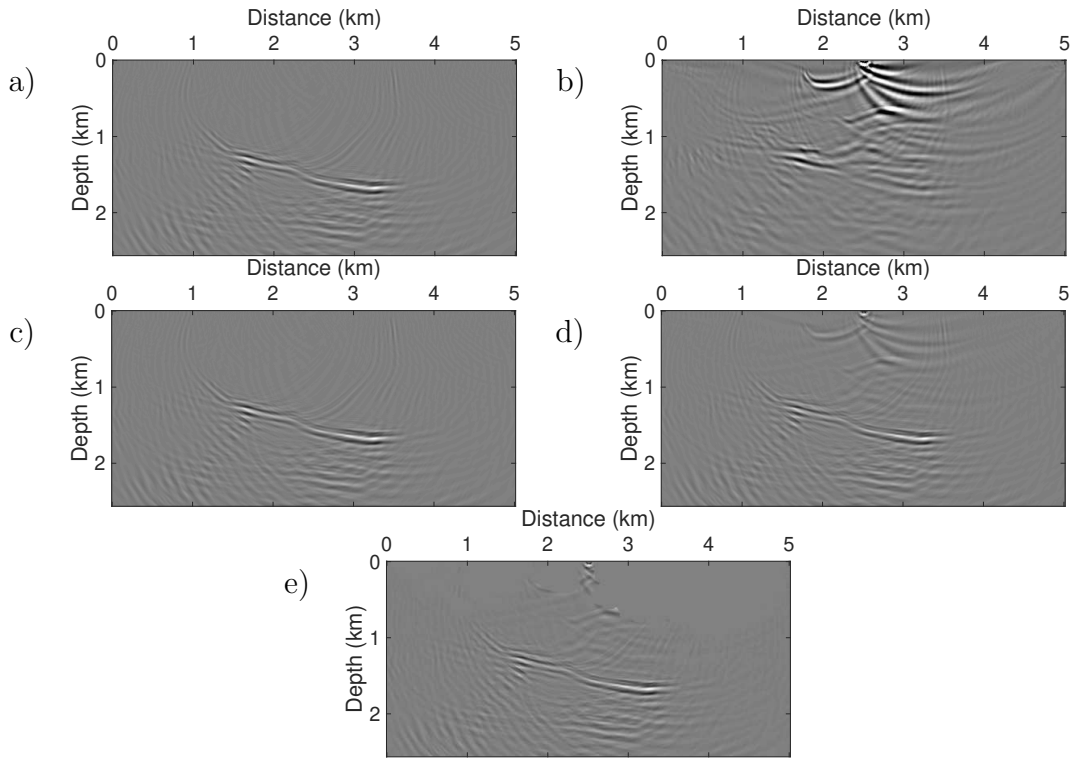 Distance (km) Distance (km)
0 1 2 3 4 5 0 1 2 3 4 5
a) Depth (km) 0 1 2
b) Depth (km) 0 1 2
Distance (km) Distance (km)
0 1 2 3 4 5 0 1 2 3 4 5
c) Depth (km) 0 1 2
d) Depth (km) 0 1 2
Distance (km)
0 1 2 3 4 5
e) Depth (km) 0 1 2